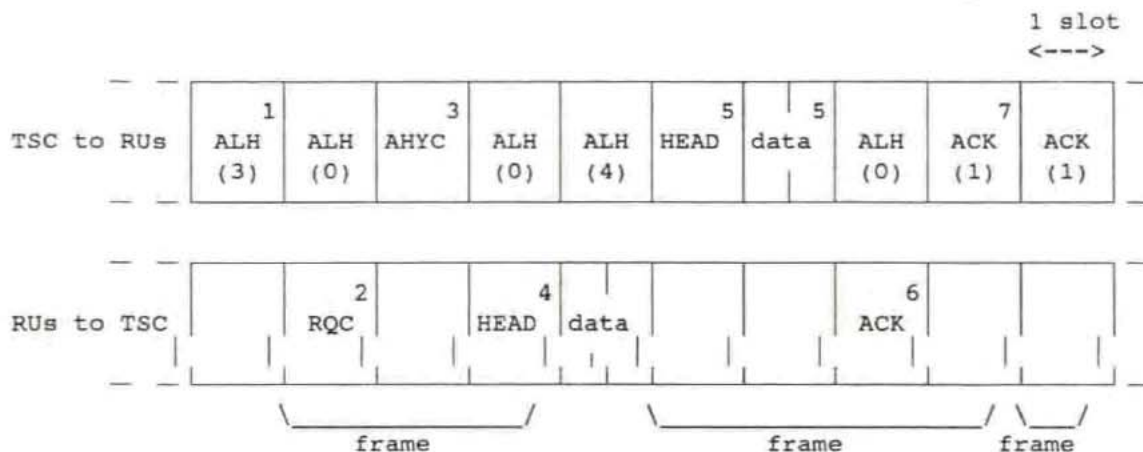 1 slot
<--->
1 3 5 5 7
TSC to RUs ALH ALH AHYC ALH ALH HEAD data ALH ACK ACK
(3) (0) (0) (4) (0) (1) (1)
2 4 6
RUs to TSC RQC HEAD data ACK
frame frame frame